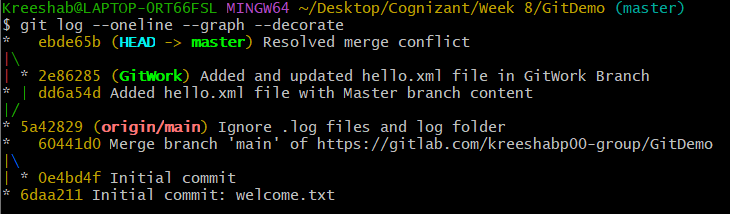 Kreeshab@LAPTOP-0RT66FSL MINGW64 ~/Desktop/Cognizant/Week 8/GitDemo (master)
$ git log --oneline --graph --decorate
*   ebde65b (HEAD -> master) Resolved merge conflict
|\
| * 2e86285 (GitWork) Added and updated hello.xml file in GitWork Branch
* | dd6a54d Added hello.xml file with Master branch content
|/
* 5a42829 (origin/main) Ignore .log files and log folder
*   60441d0 Merge branch 'main' of https://gitlab.com/kreeshabp00-group/GitDemo
|\
| * 0e4bd4f Initial commit
* 6daa211 Initial commit: welcome.txt